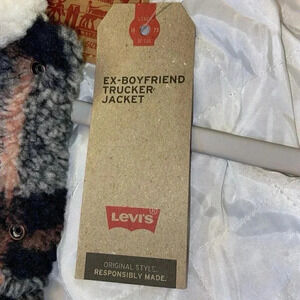 EX-BOYFRIEND
TRUCKER
JACKET
Levi's
ORIGINAL STYLE.
RESPONSIBLY MADE.